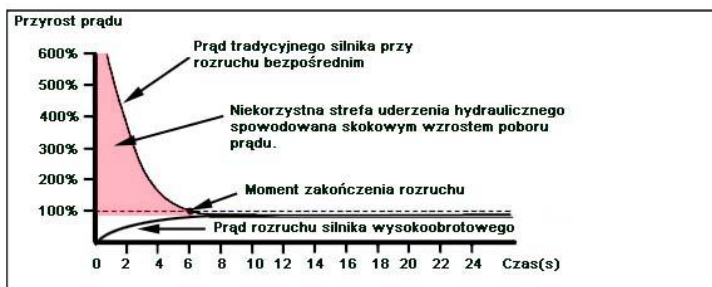 Przyrost prądu
600%
500%
400%
300%
200%
100%
Prąd tradycyjnego silnika przy
rozruchu bezpośrednim
Niekorzystna strefa uderzenia hydraulicznego
spowodowana skokowym wzrostem poboru
prądu.
Moment zakończenia rozruchu
Prąd rozruchu silnika wysokoobrotowego
0 2 4 6 8 10 12 14 16 18 20 22 24 Czas(s)